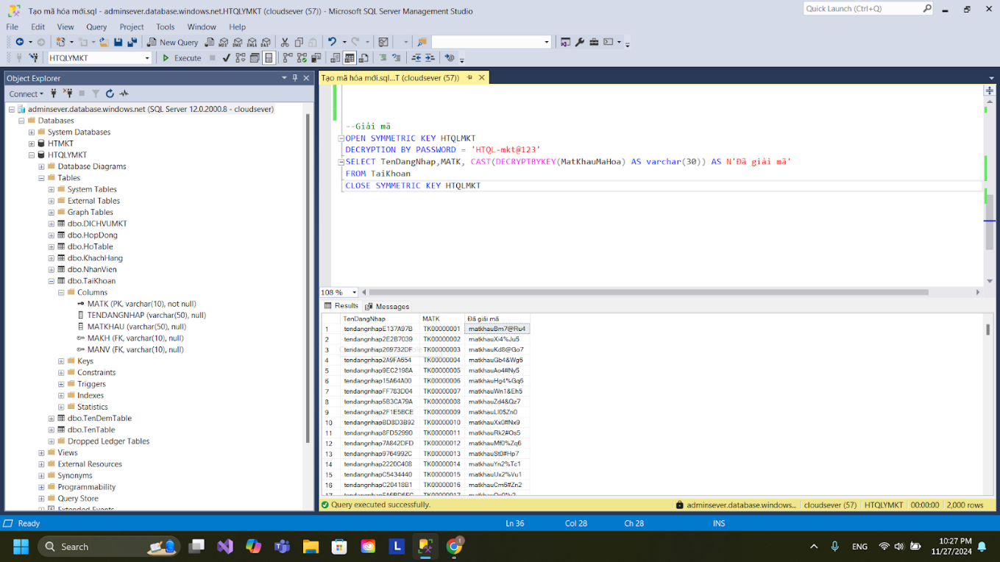 Tạo mã hóa mới.sql - adminsever.database.windows.net.HTQLYMKT (cloudsever (57)) - Microsoft SQL Server Management Studio
Quick Launch (Ctrl+Q)
File Edit View Query Project Tools Window Help
New Query
MDX DMX XMLA DAX
HTQLYMKT
Execute
Object Explorer
Connect
adminsever.database.windows.net (SQL Server 12.0.2000.8 - cloudsever)
Databases
System Databases
HTMKT
HTQLYMKT
Database Diagrams
Tables
System Tables
External Tables
Graph Tables
dbo.DICHVUMKT
dbo.HopDong
dbo.HoTable
dbo.KhachHang
dbo.NhanVien
dbo.TaiKhoan
Columns
MATK (PK, varchar(10), not null)
TENDANGNHAP (varchar(50), null)
MATKHAU (varchar(50), null)
MAKH (FK, varchar(10), null)
MANV (FK, varchar(10), null)
Keys
Constraints
Triggers
Indexes
Statistics
dbo.TenDemTable
dbo.TenTable
Dropped Ledger Tables
Views
External Resources
Synonyms
Programmability
Query Store
Extended Events
Tạo mã hóa mới.sql...T (cloudsever (57))
--Giải mã
OPEN SYMMETRIC KEY HTQLMKT
DECRYPTION BY PASSWORD = 'HTQL-mkt@123'
SELECT TenDangNhap,MATK, CAST(DECRYPTBYKEY(MatKhauMaHoa) AS varchar(30)) AS N'Đã giải mã'
FROM TaiKhoan
CLOSE SYMMETRIC KEY HTQLMKT
108 %
Results Messages
TenDangNhap MATK Đã giải mã
1 tendangnhapE137A97B TK00000001 matkhauBm7@Ru4
2 tendangnhap2E2B7039 TK00000002 matkhauXi4%Ju5
3 tendangnhap269732DF TK00000003 matkhauKd8@Go7
4 tendangnhap2A9FA654 TK00000004 matkhauGb4&Wg6
5 tendangnhap9EC2198A TK00000005 matkhauAo4#Ny5
6 tendangnhap15A64A00 TK00000006 matkhauHg4%Gq6
7 tendangnhapFF783D04 TK00000007 matkhauWn1&Eh5
8 tendangnhap5B3CA79A TK00000008 matkhauZd4&Qz7
9 tendangnhap2F1E5BCE TK00000009 matkhauLl0$Zn0
10 tendangnhapBD8D3B92 TK00000010 matkhauXx0#Nx9
11 tendangnhap8FD52990 TK00000011 matkhauRk2#Os5
12 tendangnhap7A842DFD TK00000012 matkhauMf0%Zq6
13 tendangnhap9764992C TK00000013 matkhauSt0#Hp7
14 tendangnhap2220C408 TK00000014 matkhauYn2%Tc1
15 tendangnhapC5434440 TK00000015 matkhauUx2%Vu1
16 tendangnhapC20418B1 TK00000016 matkhauCm6#Zn2
17 TK00000017
Query executed successfully.
adminsever.database.windows... cloudsever (57) HTQLYMKT 00:00:00 2,000 rows
Ready Ln 36 Col 28 Ch 28 INS
Search
L
1
ENG
10:27 PM
11/27/2024